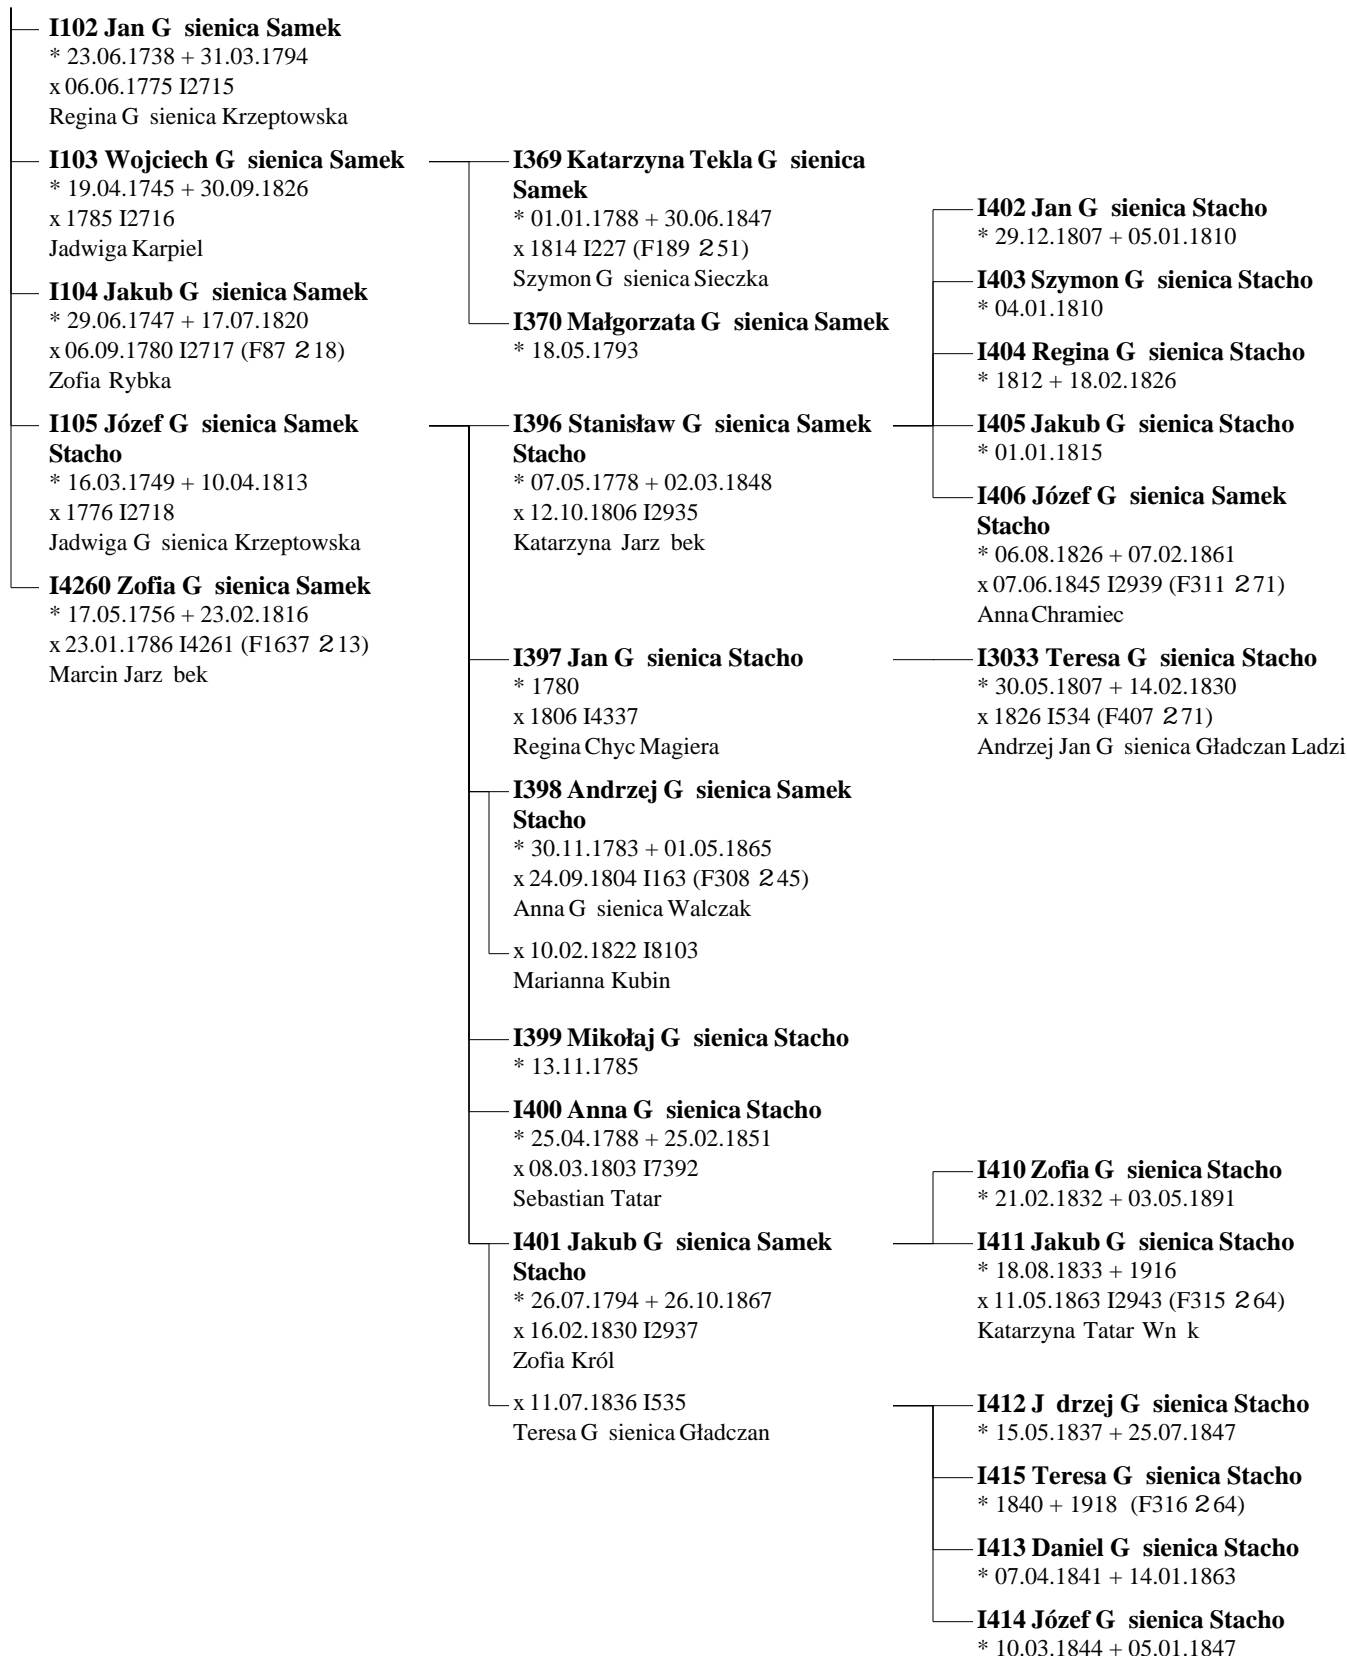 I102 Jan G sienica Samek
* 23.06.1738 + 31.03.1794
x 06.06.1775 I2715
Regina G sienica Krzeptowska
I103 Wojciech G sienica Samek
* 19.04.1745 + 30.09.1826
x 1785 I2716
Jadwiga Karpiel
I104 Jakub G sienica Samek
* 29.06.1747 + 17.07.1820
x 06.09.1780 I2717 (F87 218)
Zofia Rybka
I105 Józef G sienica Samek
Stacho
* 16.03.1749 + 10.04.1813
x 1776 I2718
Jadwiga G sienica Krzeptowska
I4260 Zofia G sienica Samek
* 17.05.1756 + 23.02.1816
x 23.01.1786 I4261 (F1637 213)
Marcin Jarz bek
I369 Katarzyna Tekla G sienica
Samek
* 01.01.1788 + 30.06.1847
x 1814 I227 (F189 251)
Szymon G sienica Sieczka
I370 Małgorzata G sienica Samek
* 18.05.1793
I396 Stanisław G sienica Samek
Stacho
* 07.05.1778 + 02.03.1848
x 12.10.1806 I2935
Katarzyna Jarz bek
I397 Jan G sienica Stacho
* 1780
x 1806 I4337
Regina Chyc Magiera
I398 Andrzej G sienica Samek
Stacho
* 30.11.1783 + 01.05.1865
x 24.09.1804 I163 (F308 245)
Anna G sienica Walczak
x 10.02.1822 I8103
Marianna Kubin
I399 Mikołaj G sienica Stacho
* 13.11.1785
I400 Anna G sienica Stacho
* 25.04.1788 + 25.02.1851
x 08.03.1803 I7392
Sebastian Tatar
I401 Jakub G sienica Samek
Stacho
* 26.07.1794 + 26.10.1867
x 16.02.1830 I2937
Zofia Król
x 11.07.1836 I535
Teresa G sienica Gładczan
I402 Jan G sienica Stacho
* 29.12.1807 + 05.01.1810
I403 Szymon G sienica Stacho
* 04.01.1810
I404 Regina G sienica Stacho
* 1812 + 18.02.1826
I405 Jakub G sienica Stacho
* 01.01.1815
I406 Józef G sienica Samek
Stacho
* 06.08.1826 + 07.02.1861
x 07.06.1845 I2939 (F311 271)
Anna Chramiec
I3033 Teresa G sienica Stacho
* 30.05.1807 + 14.02.1830
x 1826 I534 (F407 271)
Andrzej Jan G sienica Gładczan Ladzi
I410 Zofia G sienica Stacho
* 21.02.1832 + 03.05.1891
I411 Jakub G sienica Stacho
* 18.08.1833 + 1916
x 11.05.1863 I2943 (F315 264)
Katarzyna Tatar Wn k
I412 J drzej G sienica Stacho
* 15.05.1837 + 25.07.1847
I415 Teresa G sienica Stacho
* 1840 + 1918 (F316 264)
I413 Daniel G sienica Stacho
* 07.04.1841 + 14.01.1863
I414 Józef G sienica Stacho
* 10.03.1844 + 05.01.1847